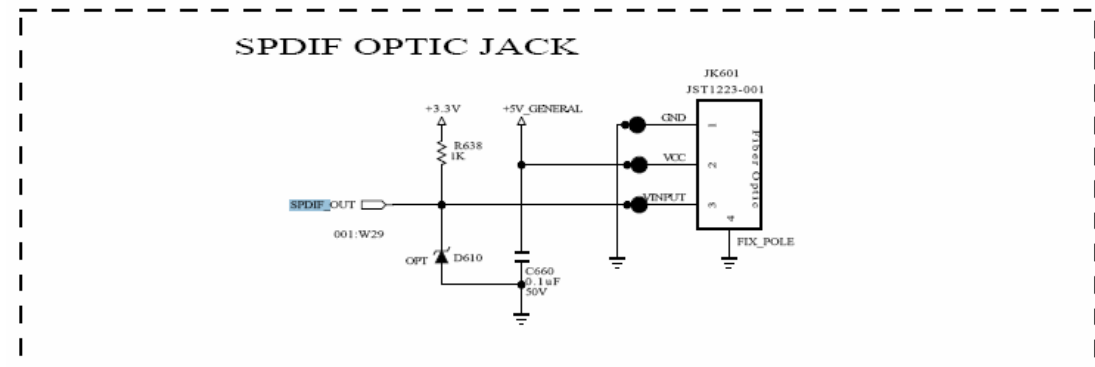 SPDIF OPTIC JACK
JK601
JST1223-001
+3.3V
+5V_GENERAL
GND
1
R638
1K
Fiber Optic
VCC
2
SPDIF_OUT
VINPUT
3
4
001:W29
FIX_POLE
OPT
D610
C660
0.1uF
50V